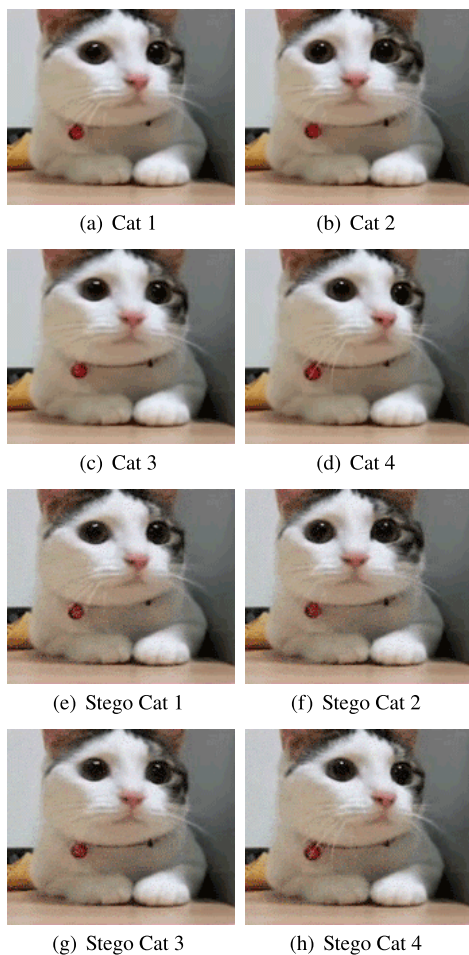 (a) Cat 1
(b) Cat 2
(c) Cat 3
(d) Cat 4
(e) Stego Cat 1
(f) Stego Cat 2
(g) Stego Cat 3
(h) Stego Cat 4